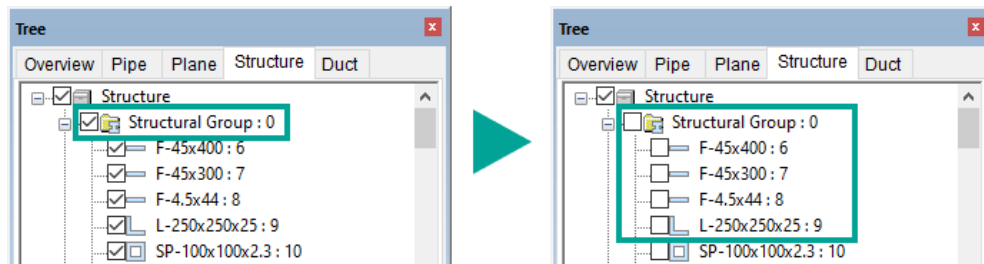 Tree
Overview Pipe Plane Structure Duct
Structure
Structural Group : 0
F-45x400 : 6
F-45x300 : 7
F-4.5x44 : 8
L-250x250x25 : 9
SP-100x100x2.3 : 10
Tree
Overview Pipe Plane Structure Duct
Structure
Structural Group : 0
F-45x400 : 6
F-45x300 : 7
F-4.5x44 : 8
L-250x250x25 : 9
SP-100x100x2.3 : 10